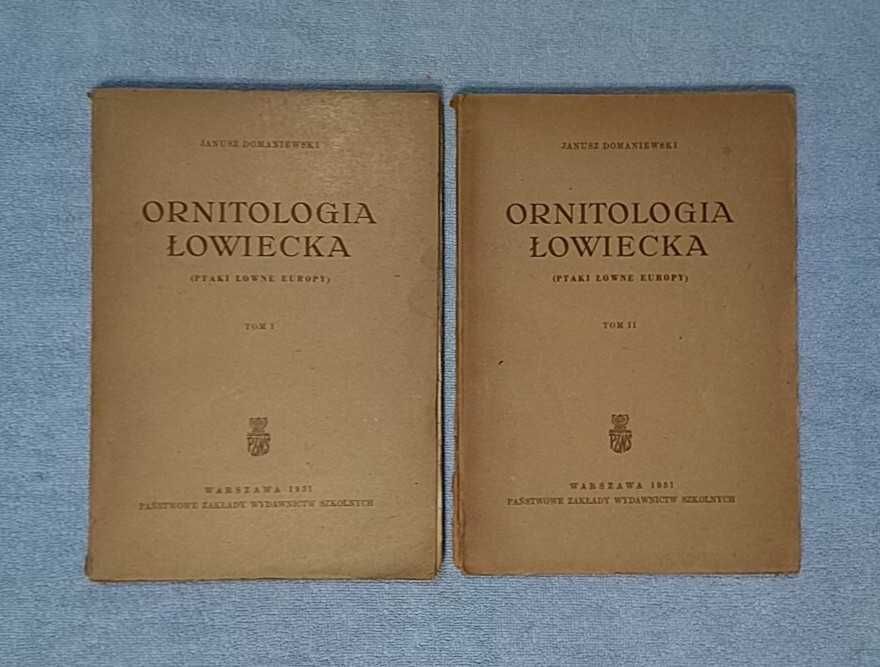 JANUSZ DOMANIEWSKI
ORNITOLOGIA
ŁOWIECKA
(PTAKI ŁOWNE EUROPY)
TOM I
PZWS
WARSZAWA 1951
PAŃSTWOWE ZAKŁADY WYDAWNICTW SZKOLNYCH
JANUSZ DOMANIEWSKI
ORNITOLOGIA
ŁOWIECKA
(PTAKI ŁOWNE EUROPY)
TOM II
PZWS
WARSZAWA 1951
PAŃSTWOWE ZAKŁADY WYDAWNICTW SZKOLNYCH